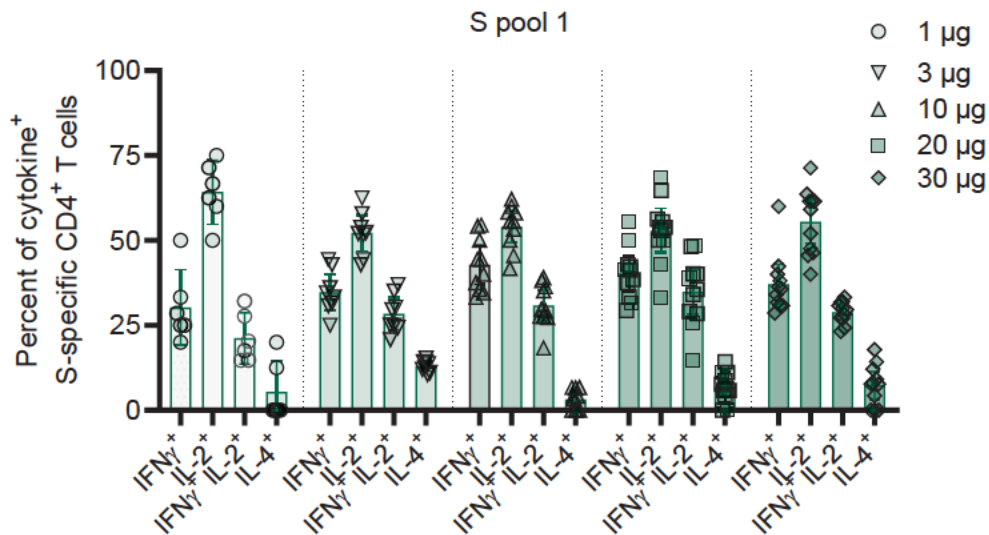 S pool 1
1 µg
3 µg
10 µg
20 µg
30 µg
Percent of cytokine⁺
S-specific CD4⁺ T cells
100
75
50
25
0
IFNγ⁺
IL-2⁺
IFNγ⁺ IL-2⁺
IL-4⁺
IFNγ⁺
IL-2⁺
IFNγ⁺ IL-2⁺
IL-4⁺
IFNγ⁺
IL-2⁺
IFNγ⁺ IL-2⁺
IL-4⁺
IFNγ⁺
IL-2⁺
IFNγ⁺ IL-2⁺
IL-4⁺
IFNγ⁺
IL-2⁺
IFNγ⁺ IL-2⁺
IL-4⁺